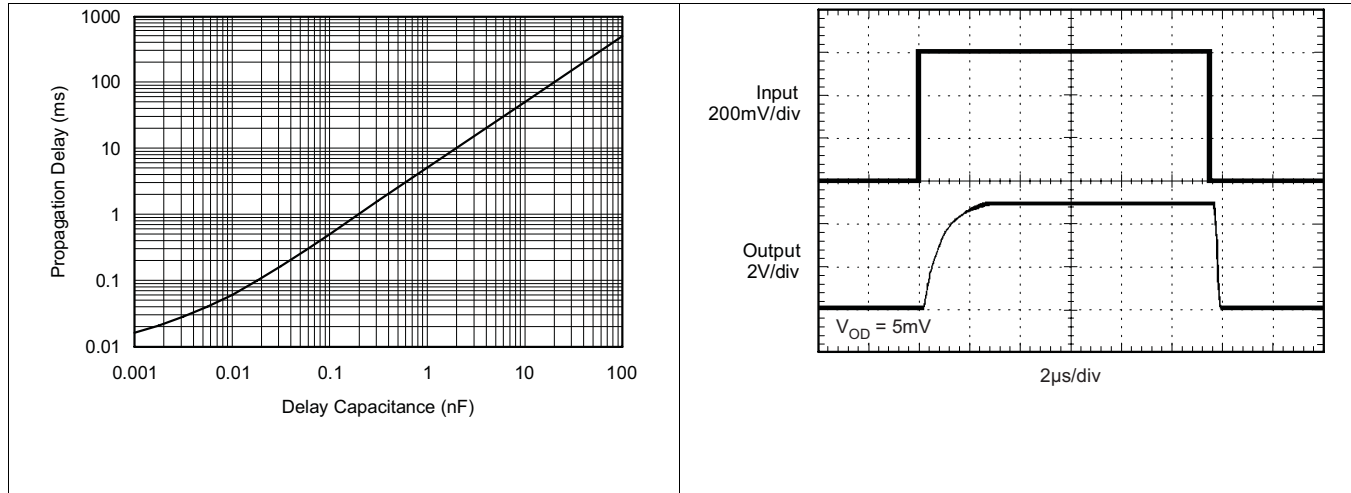 1000
100
10
1
0.1
0.01
Propagation Delay (ms)
0.001 0.01 0.1 1 10 100
Delay Capacitance (nF)
Input
200mV/div
Output
2V/div
VOD = 5mV
2µs/div